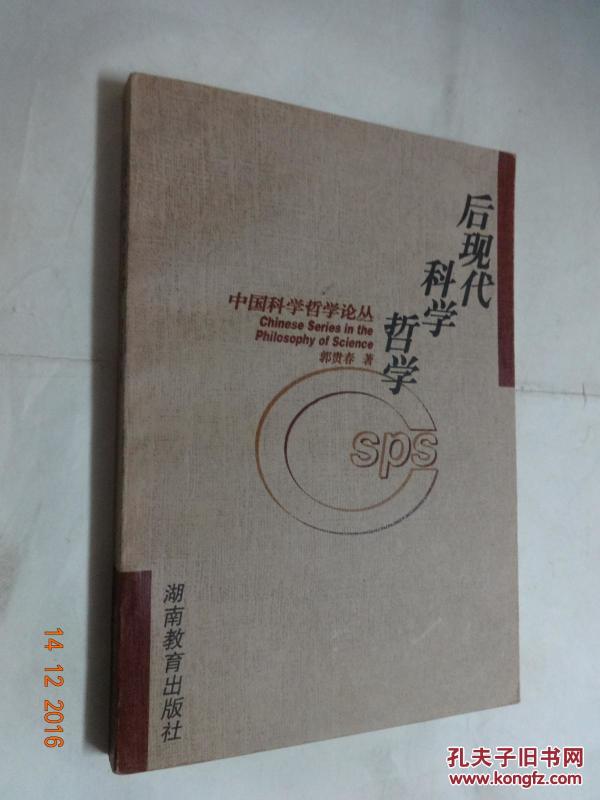 后现代
科学
哲学
中国科学哲学论丛
Chinese Series in the
Philosophy of Science
郭贵春 著
Csps
湖南教育出版社
14 12 2016
孔夫子旧书网
www.kongfz.com